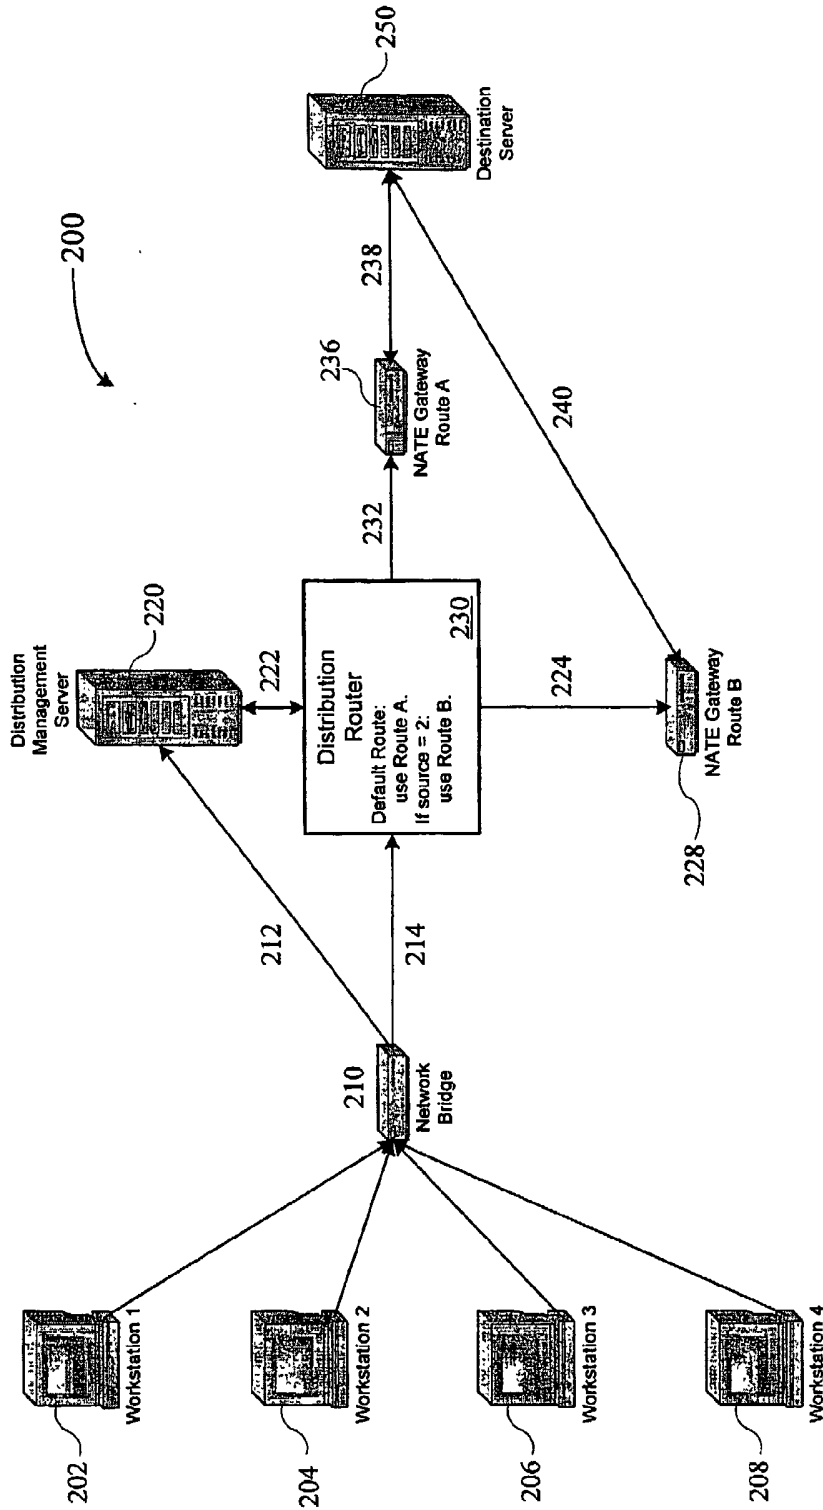 200
202
Workstation 1
204
Workstation 2
206
Workstation 3
208
Workstation 4
210
Network
Bridge
212
214
Distribution
Management
Server
220
222
Distribution
Router
Default Route:
use Route A.
If source = 2:
use Route B.
230
224
228
NATE Gateway
Route B
232
236
NATE Gateway
Route A
238
240
250
Destination
Server